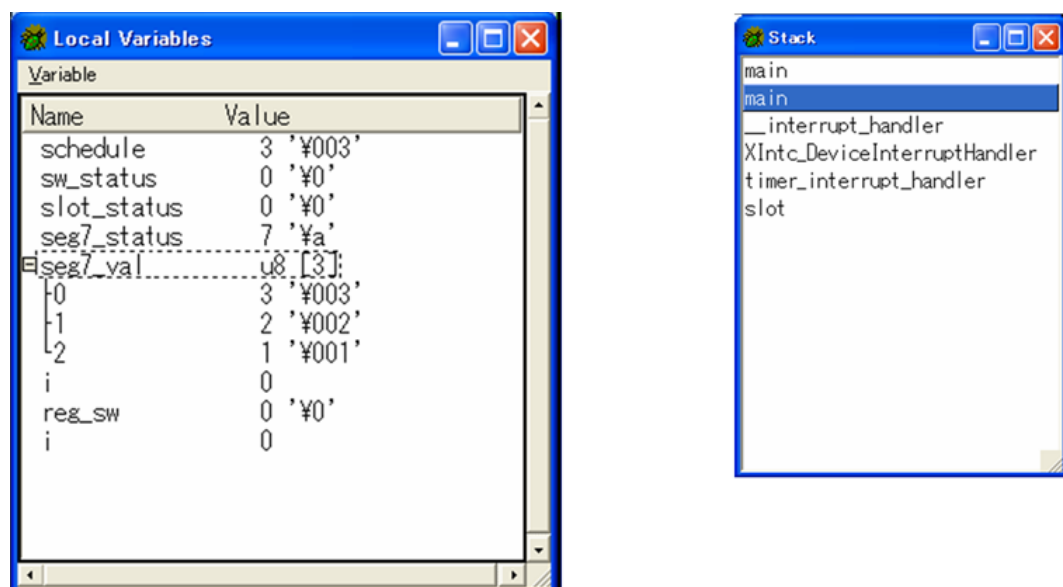 Local Variables
Variable
Name Value
schedule 3 '¥003'
sw_status 0 '¥0'
slot_status 0 '¥0'
seg7_status 7 '¥a'
seg7_val u8 [3]
0 3 '¥003'
1 2 '¥002'
2 1 '¥001'
i 0
reg_sw 0 '¥0'
i 0
Stack
main
main
__interrupt_handler
XIntc_DeviceInterruptHandler
timer_interrupt_handler
slot